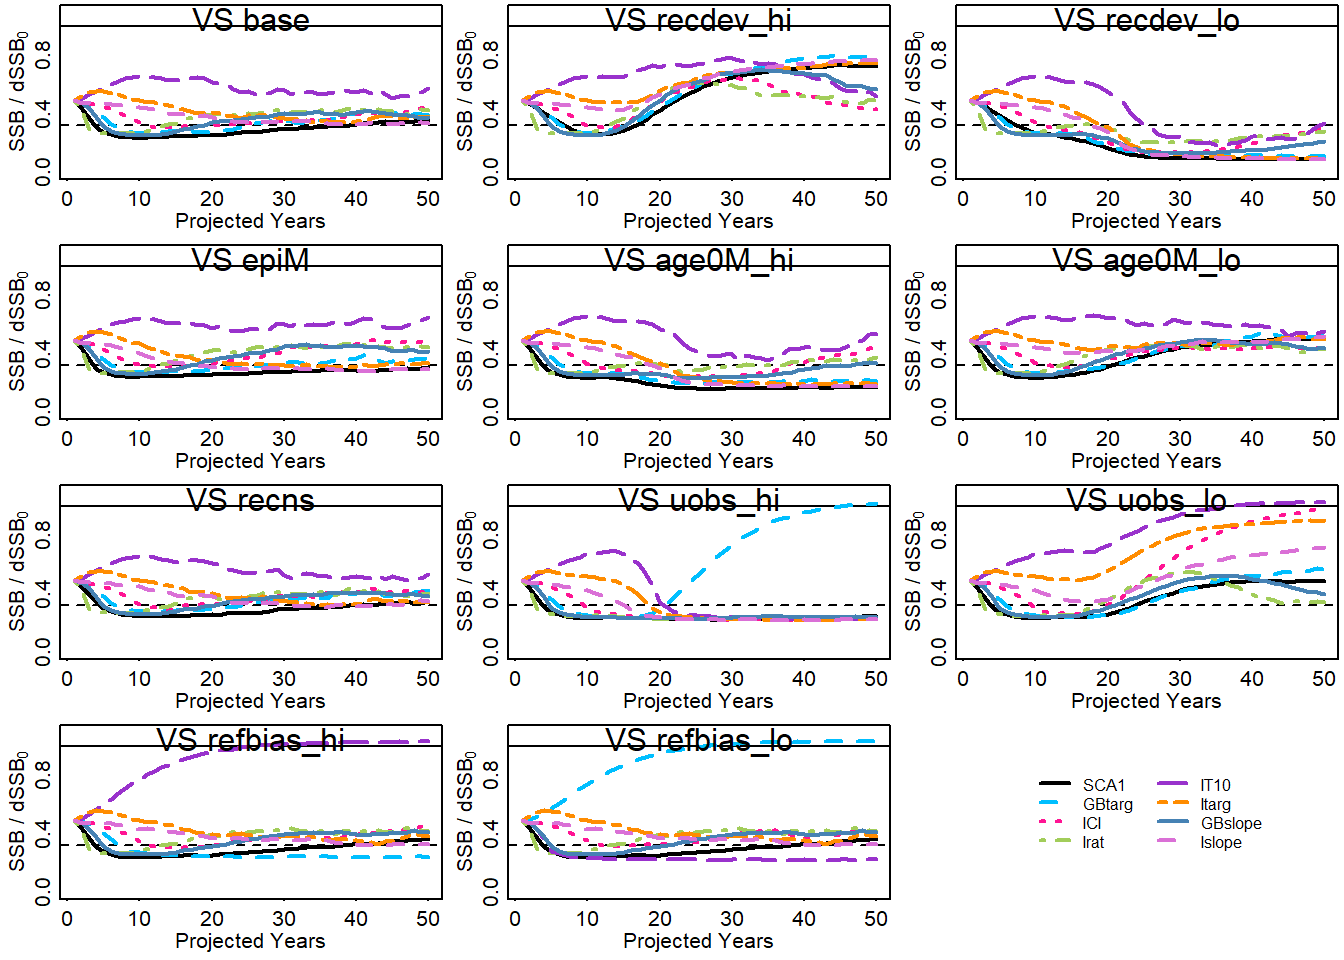 VS base
SSB / dSSB0
0.0 0.4 0.8
0 10 20 30 40 50
Projected Years
VS recdev_hi
SSB / dSSB0
0.0 0.4 0.8
0 10 20 30 40 50
Projected Years
VS recdev_lo
SSB / dSSB0
0.0 0.4 0.8
0 10 20 30 40 50
Projected Years
VS epiM
SSB / dSSB0
0.0 0.4 0.8
0 10 20 30 40 50
Projected Years
VS age0M_hi
SSB / dSSB0
0.0 0.4 0.8
0 10 20 30 40 50
Projected Years
VS age0M_lo
SSB / dSSB0
0.0 0.4 0.8
0 10 20 30 40 50
Projected Years
VS recns
SSB / dSSB0
0.0 0.4 0.8
0 10 20 30 40 50
Projected Years
VS uobs_hi
SSB / dSSB0
0.0 0.4 0.8
0 10 20 30 40 50
Projected Years
VS uobs_lo
SSB / dSSB0
0.0 0.4 0.8
0 10 20 30 40 50
Projected Years
VS refbias_hi
SSB / dSSB0
0.0 0.4 0.8
0 10 20 30 40 50
Projected Years
VS refbias_lo
SSB / dSSB0
0.0 0.4 0.8
0 10 20 30 40 50
Projected Years
SCA1
GBtarg
ICI
Irat
IT10
Itarg
GBslope
Islope